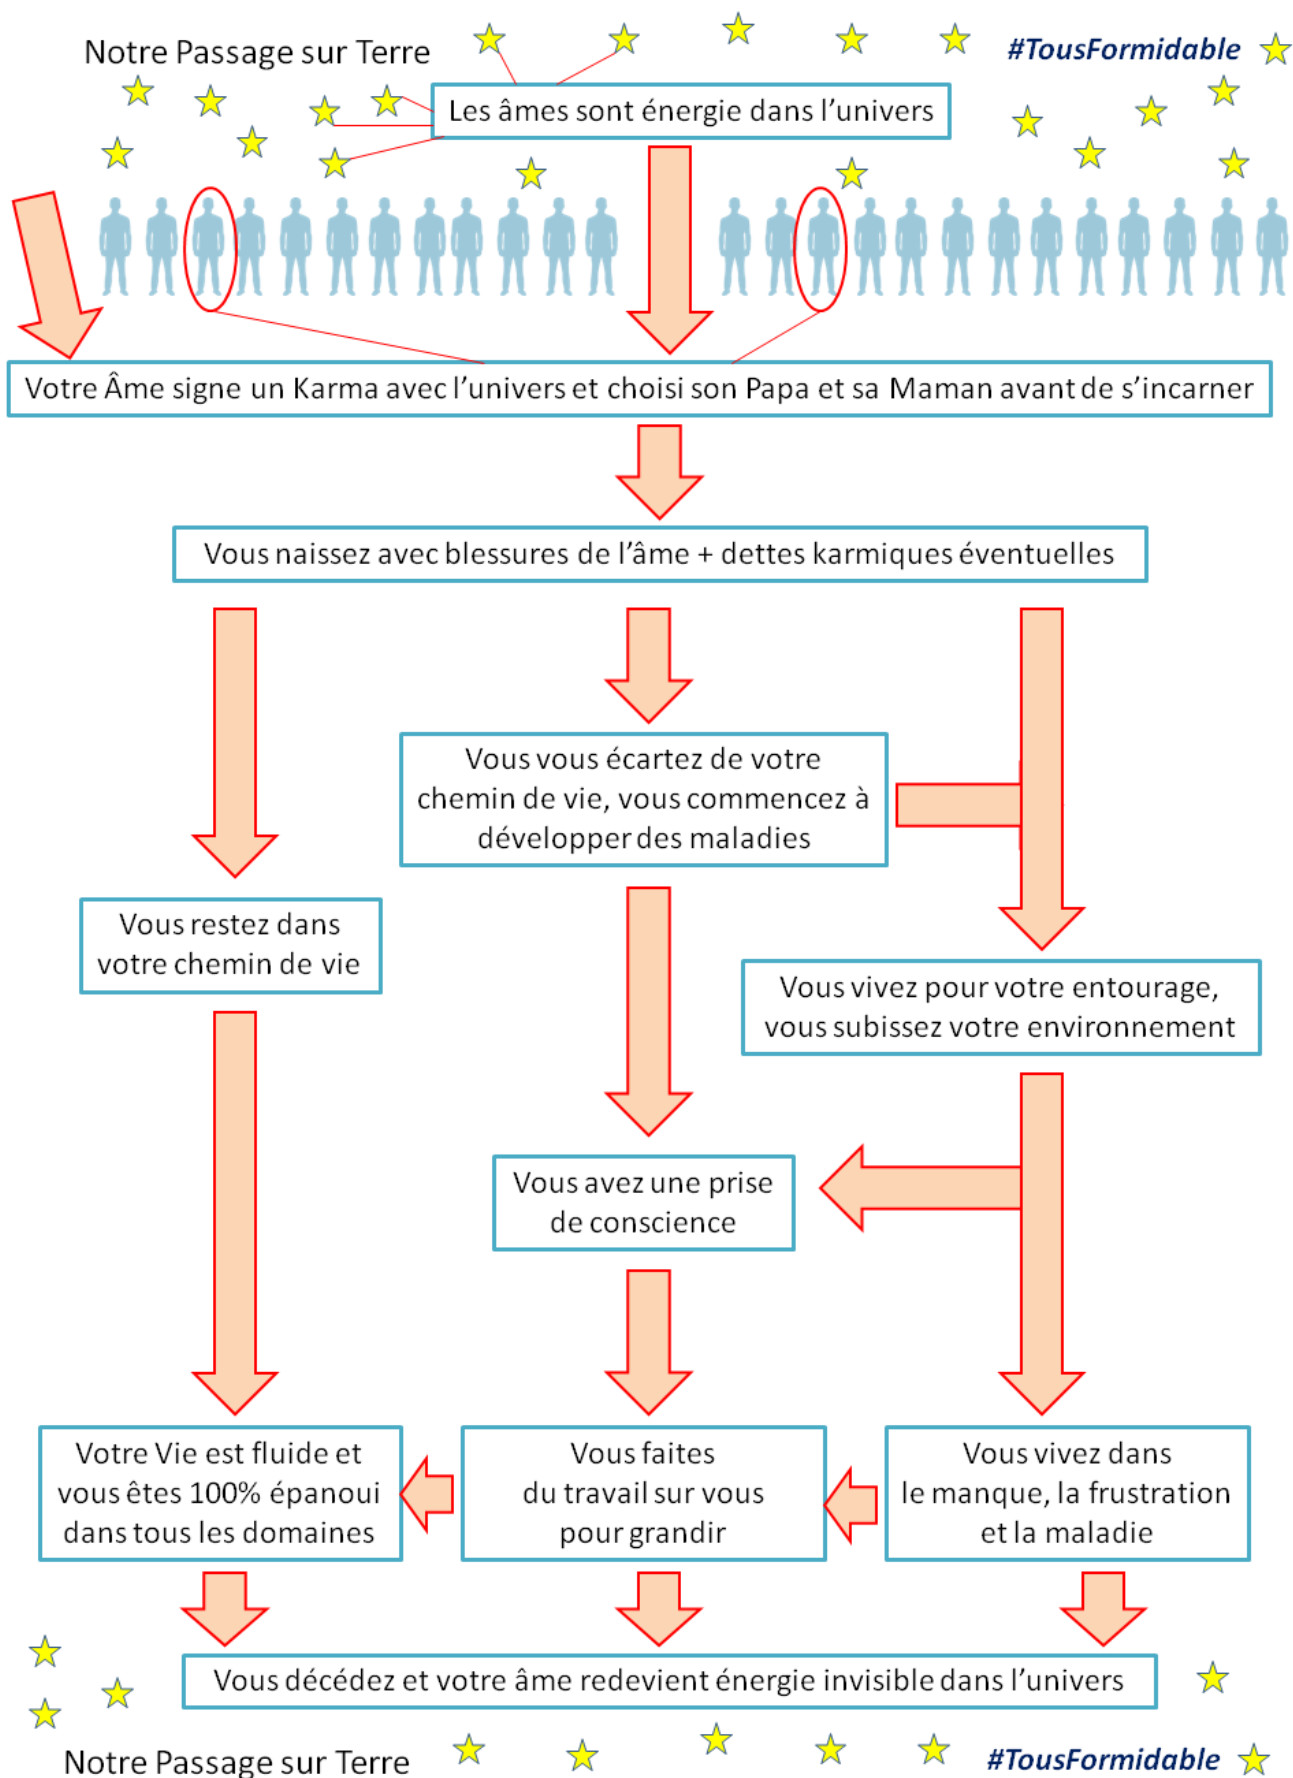 Notre Passage sur Terre
#TousFormidable
Les âmes sont énergie dans l'univers
Votre Âme signe un Karma avec l'univers et choisi son Papa et sa Maman avant de s'incarner
Vous naissez avec blessures de l'âme + dettes karmiques éventuelles
Vous vous écartez de votre
chemin de vie, vous commencez à
développer des maladies
Vous restez dans
votre chemin de vie
Vous vivez pour votre entourage,
vous subissez votre environnement
Vous avez une prise
de conscience
Votre Vie est fluide et
vous êtes 100% épanoui
dans tous les domaines
Vous faites
du travail sur vous
pour grandir
Vous vivez dans
le manque, la frustration
et la maladie
Vous décédez et votre âme redevient énergie invisible dans l'univers
Notre Passage sur Terre
#TousFormidable